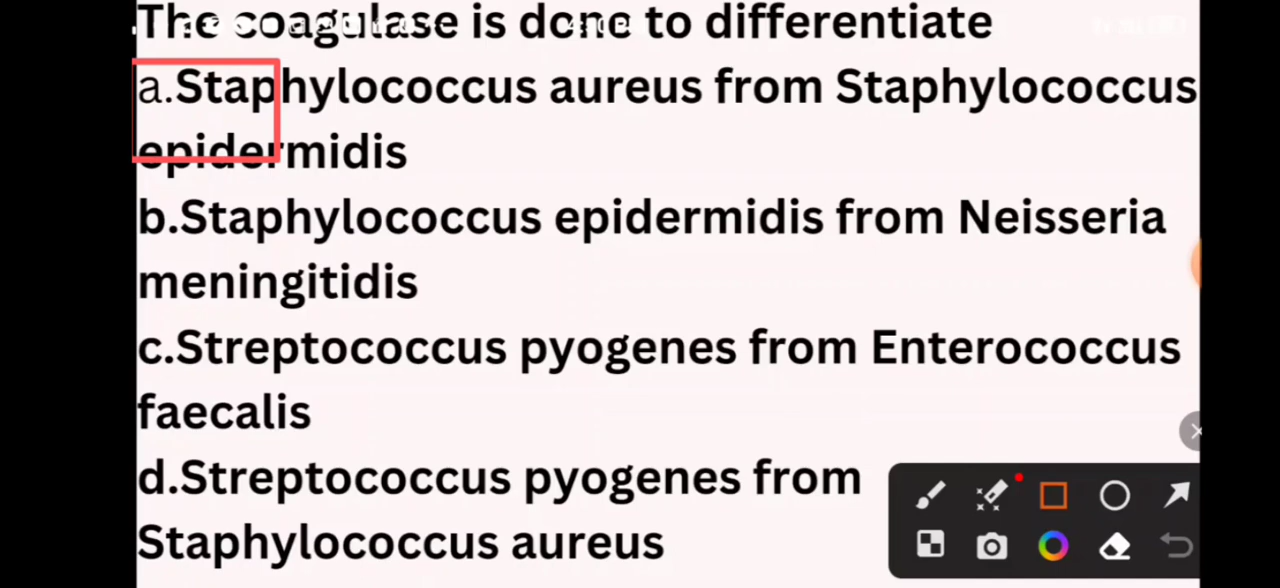 The coagulase is done to differentiate
a.Staphylococcus aureus from Staphylococcus
epidermidis
b.Staphylococcus epidermidis from Neisseria
meningitidis
c.Streptococcus pyogenes from Enterococcus
faecalis
d.Streptococcus pyogenes from
Staphylococcus aureus